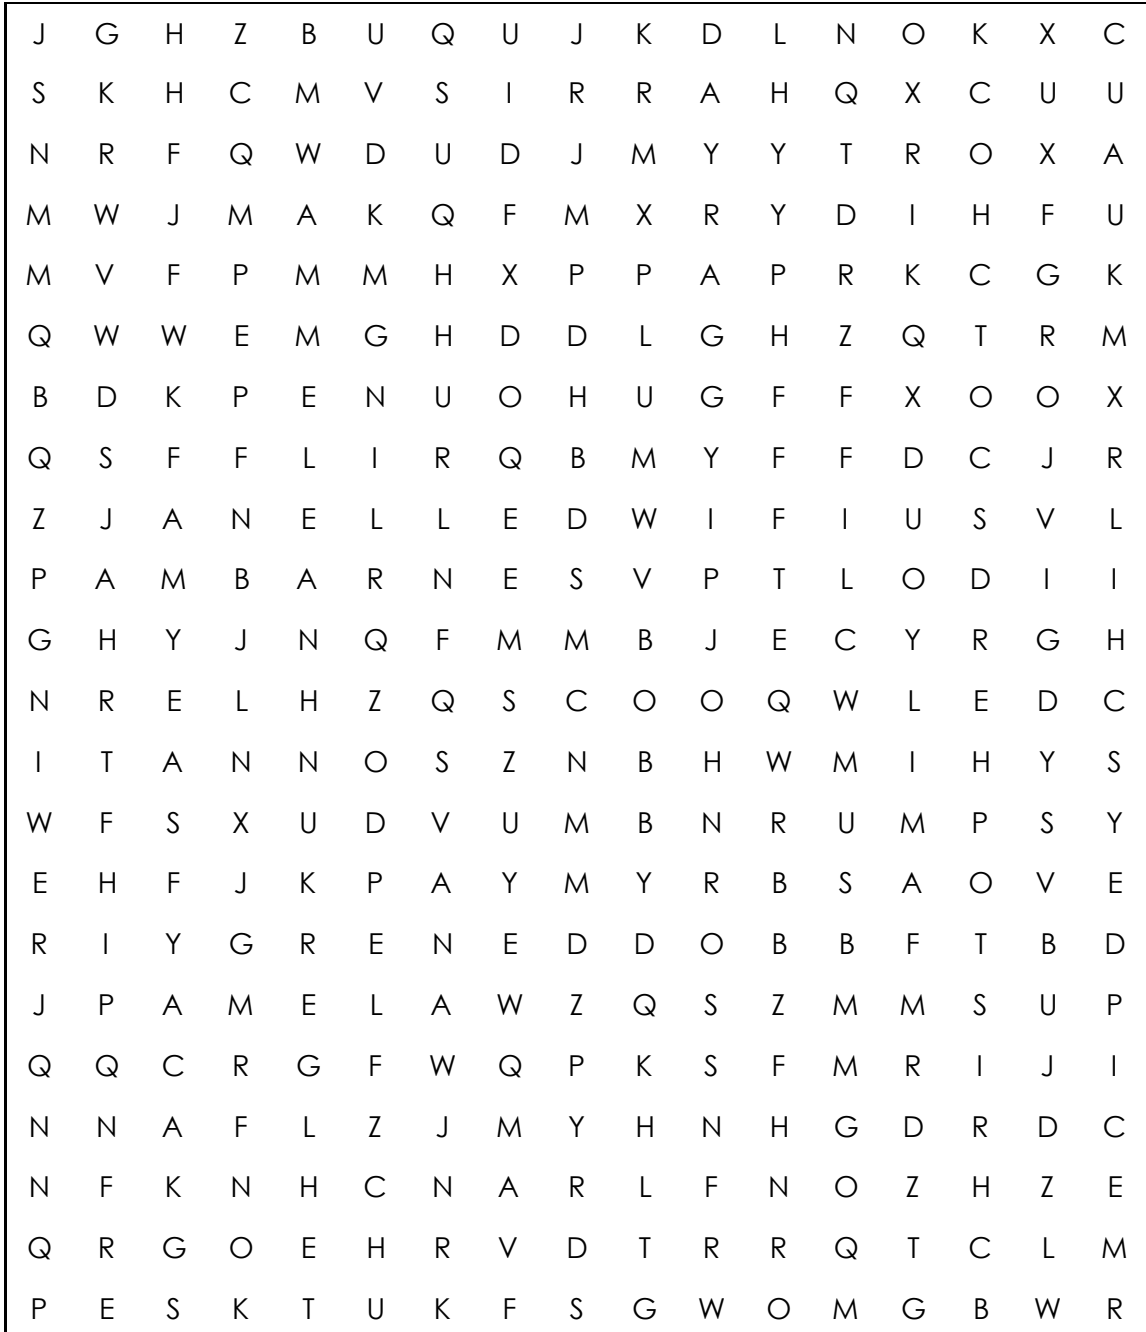 J G H Z B U Q U J K D L N O K X C
S K H C M V S I R R A H Q X C U U
N R F Q W D U D J M Y Y T R O X A
M W J M A K Q F M X R Y D I H F U
M V F P M M H X P P A P R K C G K
Q W W E M G H D D L G H Z Q T R M
B D K P E N U O H U G F F X O O X
Q S F F L I R Q B M Y F F D C J R
Z J A N E L L E D W I F I U S V L
P A M B A R N E S V P T L O D I I
G H Y J N Q F M M B J E C Y R G H
N R E L H Z Q S C O O Q W L E D C
I T A N N O S Z N B H W M I H Y S
W F S X U D V U M B N R U M P S Y
E H F J K P A Y M Y R B S A O V E
R I Y G R E N E D D O B B F T B D
J P A M E L A W Z Q S Z M M S U P
Q Q C R G F W Q P K S F M R I J I
N N A F L Z J M Y H N H G D R D C
N F K N H C N A R L F N O Z H Z E
Q R G O E H R V D T R R Q T C L M
P E S K T U K F S G W O M G B W R